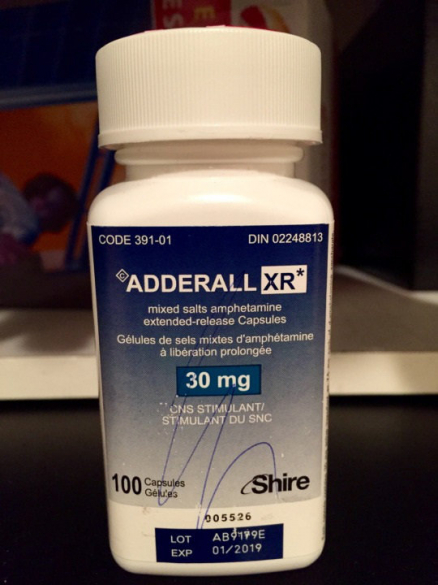 CODE 391-01 DIN 02248813
©ADDERALL XR*
mixed salts amphetamine
extended-release Capsules
Gélules de sels mixtes d'amphétamine
à libération prolongée
30 mg
CNS STIMULANT/
STIMULANT DU SNC
100 Capsules
Gélules
Shire
005526
LOT AB9179E
EXP 01/2019